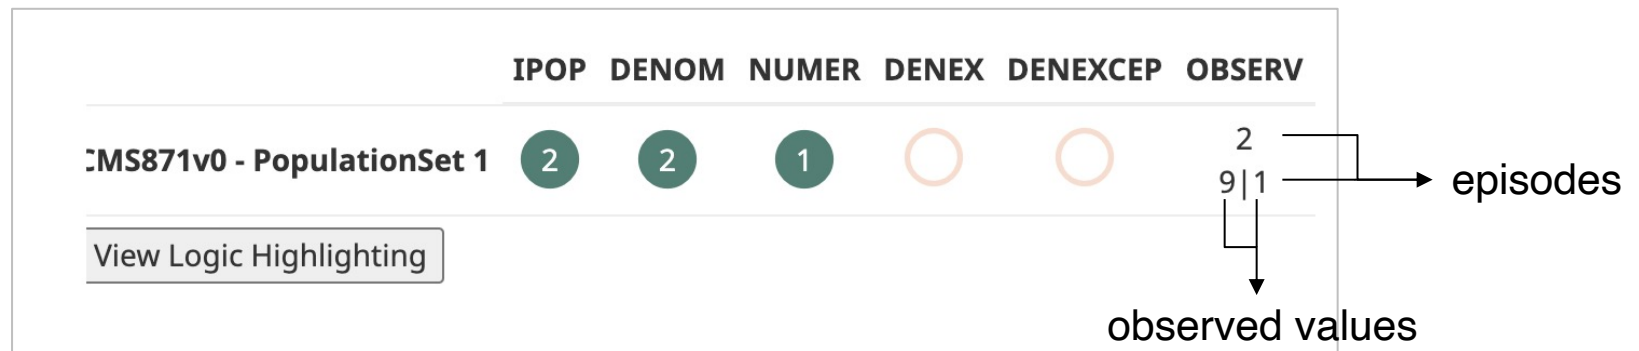 IPOP DENOM NUMER DENEX DENEXCEP OBSERV
CMS871v0 - PopulationSet 1 2 2 1 2
9|1
episodes
View Logic Highlighting
observed values